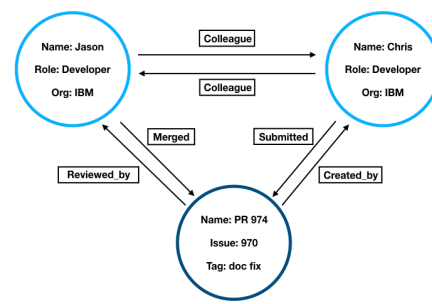 Name: Jason
Role: Developer
Org: IBM
Colleague
Colleague
Name: Chris
Role: Developer
Org: IBM
Merged
Submitted
Reviewed_by
Created_by
Name: PR 974
Issue: 970
Tag: doc fix